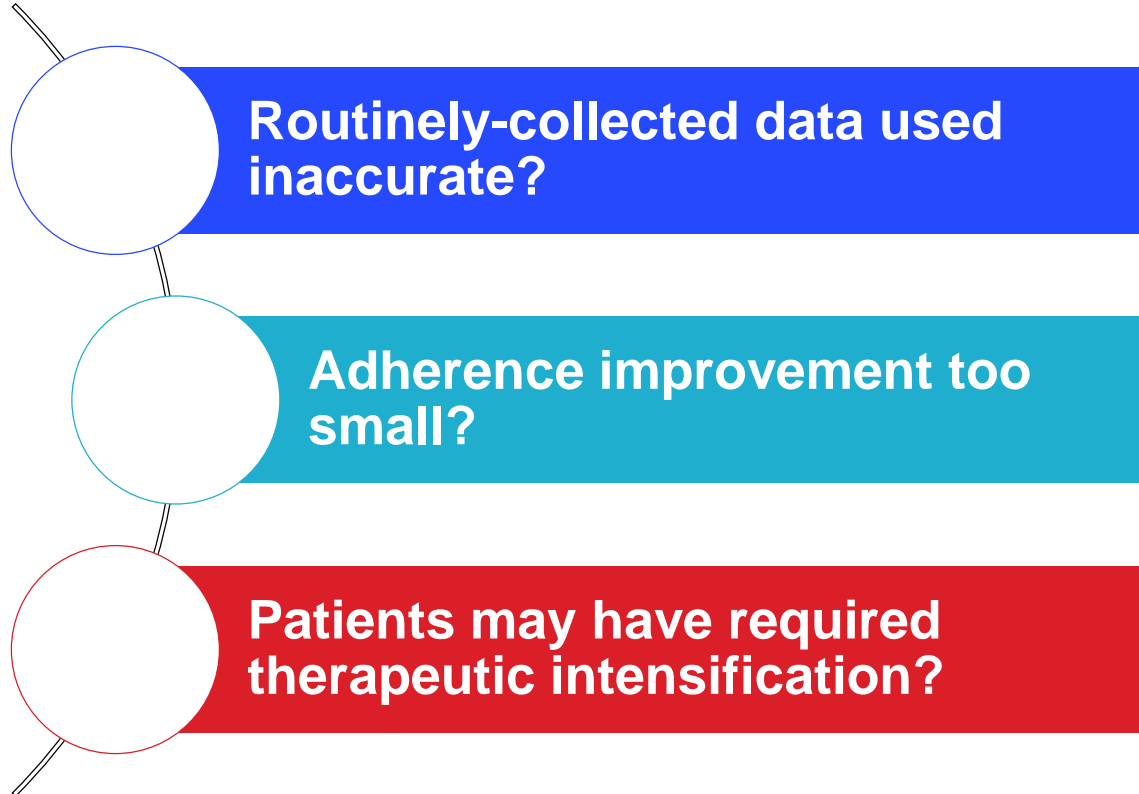 Routinely-collected data used
inaccurate?
Adherence improvement too
small?
Patients may have required
therapeutic intensification?